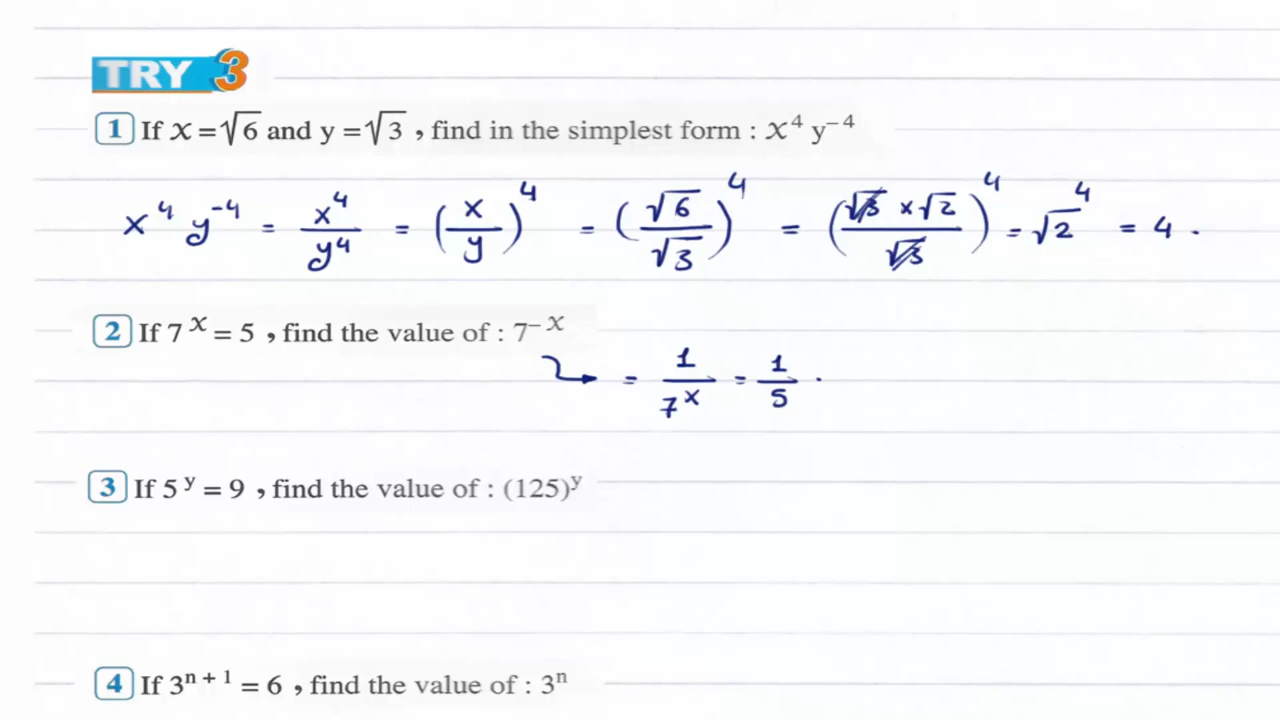 TRY 3
1 If x = √6 and y = √3 , find in the simplest form : x⁴ y⁻⁴
x⁴ y⁻⁴ = x⁴/y⁴ = (x/y)⁴ = (√6/√3)⁴ = (√3 × √2/√3)⁴ = √2⁴ = 4 .
2 If 7ˣ = 5 , find the value of : 7⁻ˣ
= 1/7ˣ = 1/5 .
3 If 5ʸ = 9 , find the value of : (125)ʸ
4 If 3ⁿ⁺¹ = 6 , find the value of : 3ⁿ